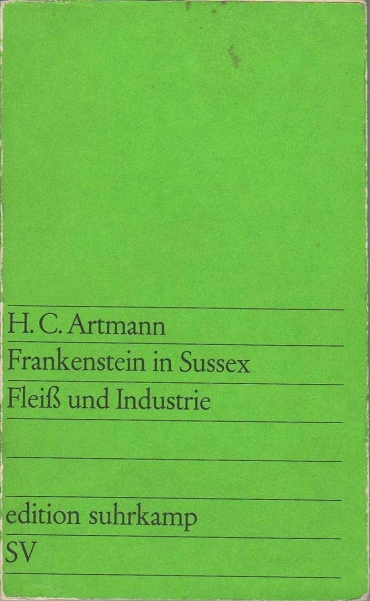 H. C. Artmann
Frankenstein in Sussex
Fleiß und Industrie
edition suhrkamp
SV